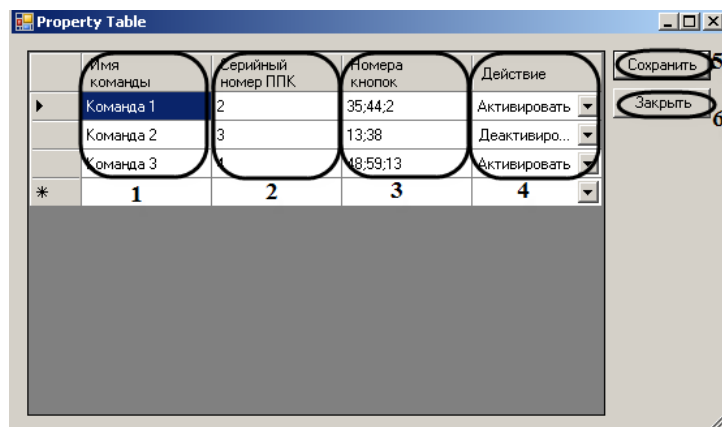 Property Table
Имя команды Серийный номер ППК Номера кнопок Действие
Команда 1 2 35;44;2 Активировать
Команда 2 3 13;38 Деактивиро...
Команда 3 4 48;59;13 Активировать
* 1 2 3 4
Сохранить 5
Закрыть 6